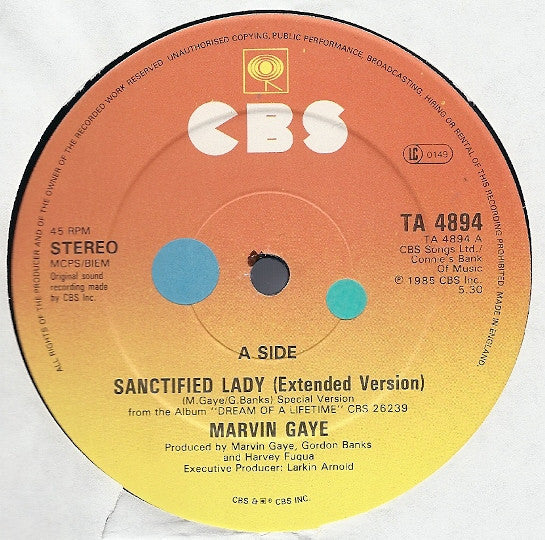 ALL RIGHTS OF THE PRODUCER AND OF THE OWNER OF THE RECORDED WORK RESERVED. UNAUTHORISED COPYING, PUBLIC PERFORMANCE, BROADCASTING, HIRING OR RENTAL OF THIS RECORDING PROHIBITED. MADE IN ENGLAND.
CBS
LC 0149
45 RPM
STEREO
MCPS/BIEM
Original sound
recording made
by CBS Inc.
TA 4894
TA 4894 A
CBS Songs Ltd./
Connie's Bank
Of Music
℗ 1985 CBS Inc.
5.30
A SIDE
SANCTIFIED LADY (Extended Version)
(M.Gaye/G.Banks) Special Version
from the Album "DREAM OF A LIFETIME" CBS 26239
MARVIN GAYE
Produced by Marvin Gaye, Gordon Banks
and Harvey Fuqua
Executive Producer: Larkin Arnold
CBS & ® CBS INC.